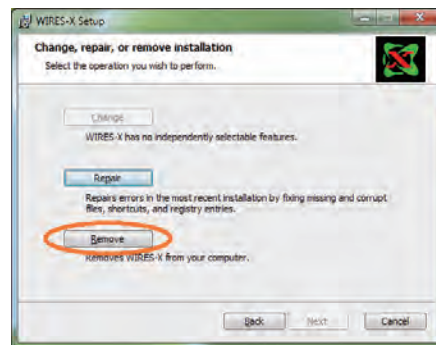 WIRES-X Setup
Change, repair, or remove installation
Select the operation you wish to perform.
Change
WIRES-X has no independently selectable features.
Repair
Repairs errors in the most recent installation by fixing missing and corrupt
files, shortcuts, and registry entries.
Remove
Removes WIRES-X from your computer.
Back Next Cancel